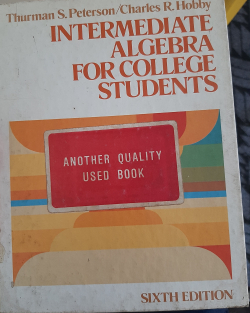 Thurman S. Peterson/Charles R. Hobby
INTERMEDIATE
ALGEBRA
FOR COLLEGE
STUDENTS
ANOTHER QUALITY
USED BOOK
SIXTH EDITION